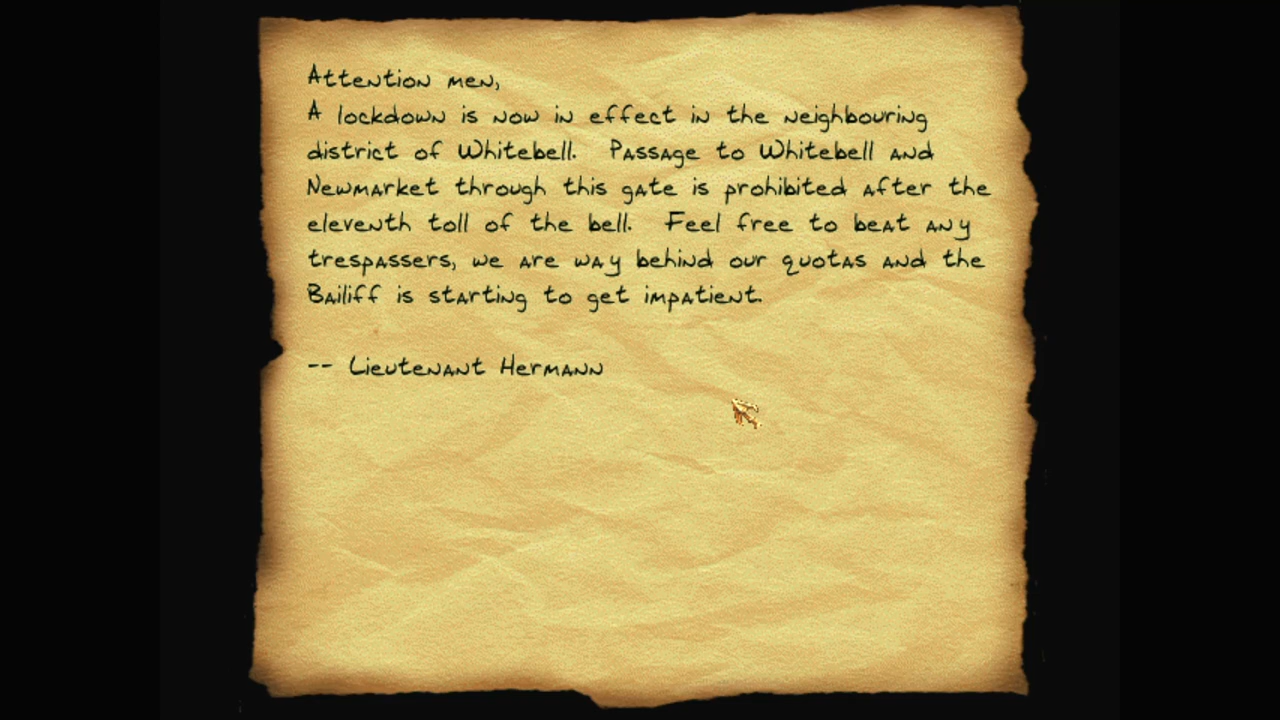 Attention men,
A lockdown is now in effect in the neighbouring
district of Whitebell.  Passage to Whitebell and
Newmarket through this gate is prohibited after the
eleventh toll of the bell.  Feel free to beat any
trespassers, we are way behind our quotas and the
Bailiff is starting to get impatient.
-- Lieutenant Hermann